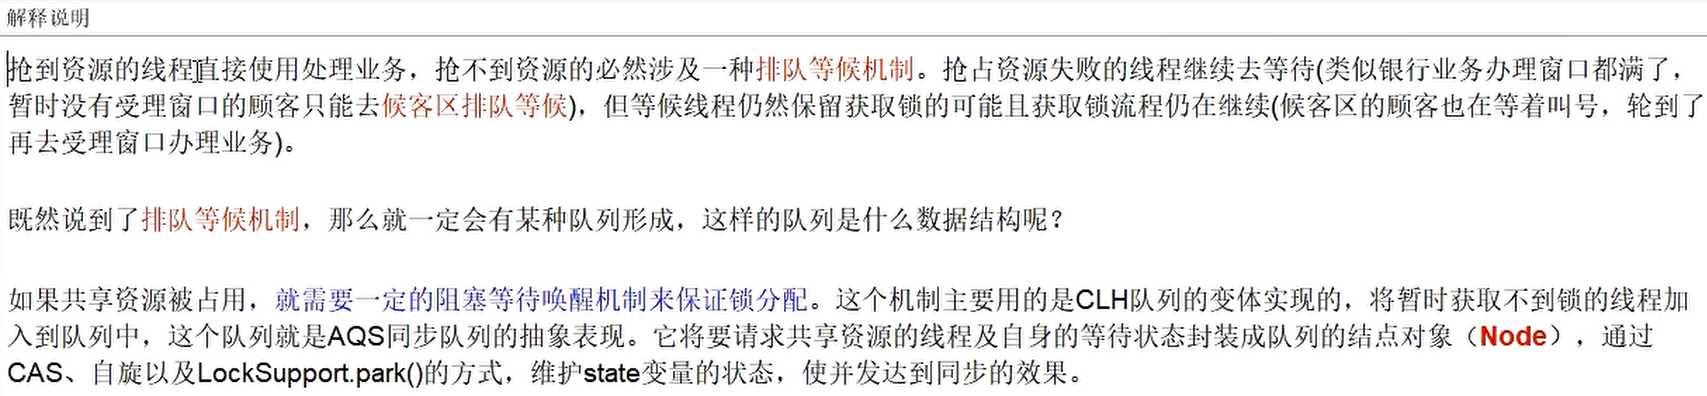 解释说明
抢到资源的线程直接使用处理业务，抢不到资源的必然涉及一种排队等候机制。抢占资源失败的线程继续去等待(类似银行业务办理窗口都满了，
暂时没有受理窗口的顾客只能去候客区排队等候)，但等候线程仍然保留获取锁的可能且获取锁流程仍在继续(候客区的顾客也在等着叫号，轮到了
再去受理窗口办理业务)。
既然说到了排队等候机制，那么就一定会有某种队列形成，这样的队列是什么数据结构呢？
如果共享资源被占用，就需要一定的阻塞等待唤醒机制来保证锁分配。这个机制主要用的是CLH队列的变体实现的，将暂时获取不到锁的线程加
入到队列中，这个队列就是AQS同步队列的抽象表现。它将要请求共享资源的线程及自身的等待状态封装成队列的结点对象（Node），通过
CAS、自旋以及LockSupport.park()的方式，维护state变量的状态，使并发达到同步的效果。